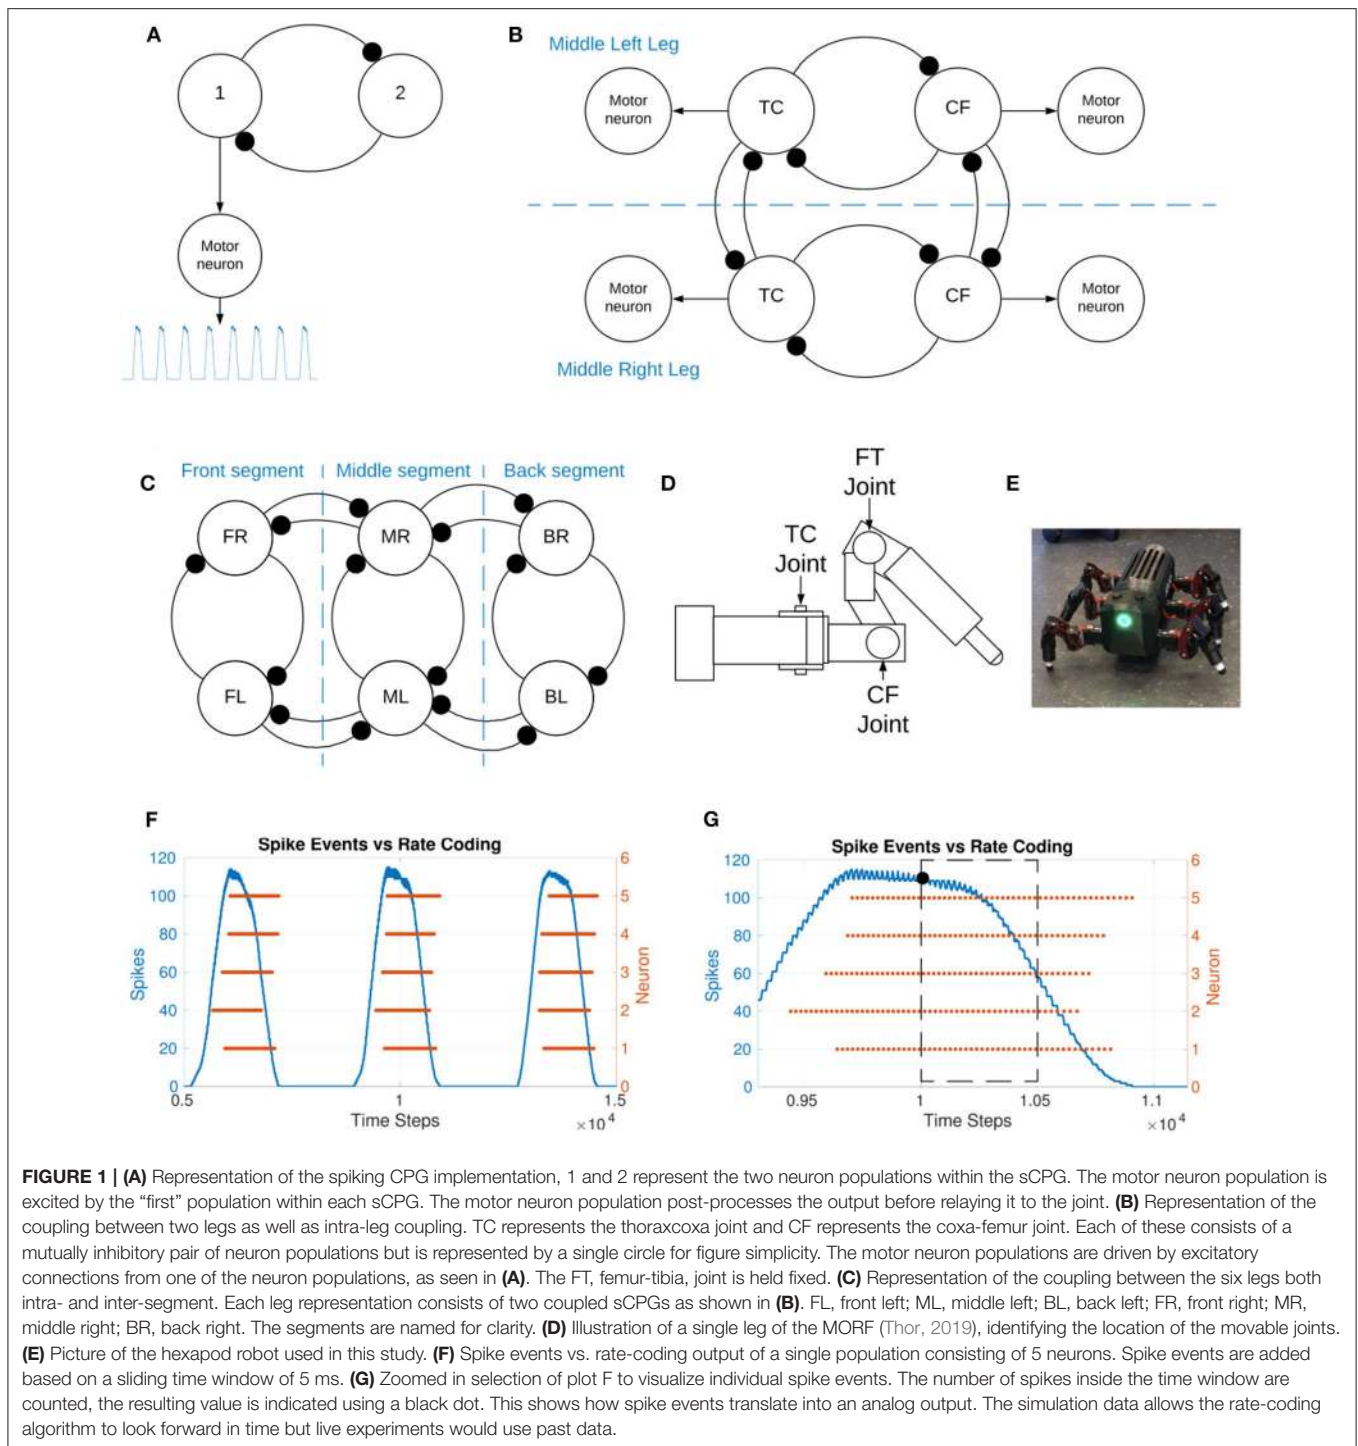 A
1
2
Motor
neuron
B
Middle Left Leg
Motor
neuron
TC
CF
Motor
neuron
Motor
neuron
TC
CF
Motor
neuron
Middle Right Leg
C
Front segment
Middle segment
Back segment
FR
MR
BR
FL
ML
BL
D
FT
Joint
TC
Joint
CF
Joint
E
F
Spike Events vs Rate Coding
120
100
80
60
40
20
0
Spikes
6
5
4
3
2
1
0
Neuron
0.5
1
1.5
Time Steps
×10 4
G
Spike Events vs Rate Coding
120
100
80
60
40
20
0
Spikes
6
5
4
3
2
1
0
Neuron
0.95
1
1.05
1.1
Time Steps
×10 4
FIGURE 1 | (A) Representation of the spiking CPG implementation, 1 and 2 represent the two neuron populations within the sCPG. The motor neuron population is
excited by the “first” population within each sCPG. The motor neuron population post-processes the output before relaying it to the joint. (B) Representation of the
coupling between two legs as well as intra-leg coupling. TC represents the thoraxcoxa joint and CF represents the coxa-femur joint. Each of these consists of a
mutually inhibitory pair of neuron populations but is represented by a single circle for figure simplicity. The motor neuron populations are driven by excitatory
connections from one of the neuron populations, as seen in (A). The FT, femur-tibia, joint is held fixed. (C) Representation of the coupling between the six legs both
intra- and inter-segment. Each leg representation consists of two coupled sCPGs as shown in (B). FL, front left; ML, middle left; BL, back left; FR, front right; MR,
middle right; BR, back right. The segments are named for clarity. (D) Illustration of a single leg of the MORF (Thor, 2019), identifying the location of the movable joints.
(E) Picture of the hexapod robot used in this study. (F) Spike events vs. rate-coding output of a single population consisting of 5 neurons. Spike events are added
based on a sliding time window of 5 ms. (G) Zoomed in selection of plot F to visualize individual spike events. The number of spikes inside the time window are
counted, the resulting value is indicated using a black dot. This shows how spike events translate into an analog output. The simulation data allows the rate-coding
algorithm to look forward in time but live experiments would use past data.